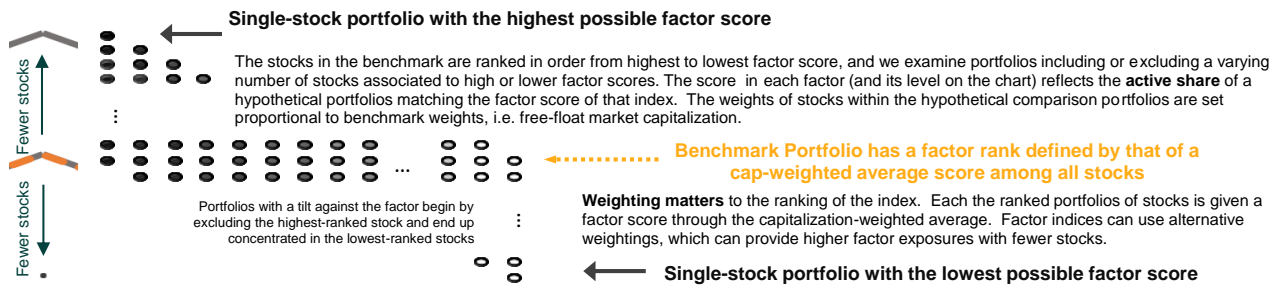 Single-stock portfolio with the highest possible factor score
Fewer stocks
The stocks in the benchmark are ranked in order from highest to lowest factor score, and we examine portfolios including or excluding a varying
number of stocks associated to high or lower factor scores. The score in each factor (and its level on the chart) reflects the active share of a
hypothetical portfolios matching the factor score of that index. The weights of stocks within the hypothetical comparison portfolios are set
proportional to benchmark weights, i.e. free-float market capitalization.
...
...
Benchmark Portfolio has a factor rank defined by that of a
cap-weighted average score among all stocks
Fewer stocks
Portfolios with a tilt against the factor begin by
excluding the highest-ranked stock and end up
concentrated in the lowest-ranked stocks
...
Weighting matters to the ranking of the index. Each the ranked portfolios of stocks is given a
factor score through the capitalization-weighted average. Factor indices can use alternative
weightings, which can provide higher factor exposures with fewer stocks.
Single-stock portfolio with the lowest possible factor score